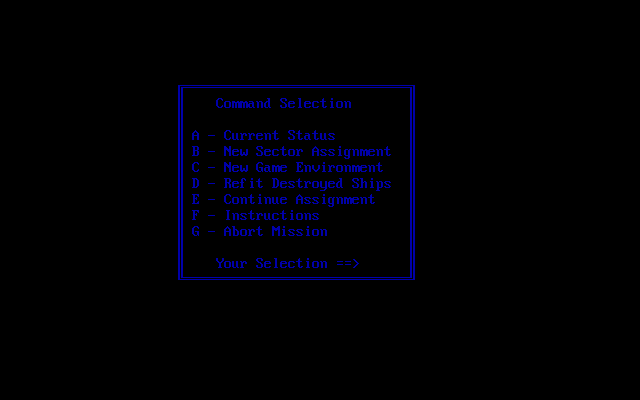 Command Selection
A - Current Status
B - New Sector Assignment
C - New Game Environment
D - Refit Destroyed Ships
E - Continue Assignment
F - Instructions
G - Abort Mission
Your Selection ==>